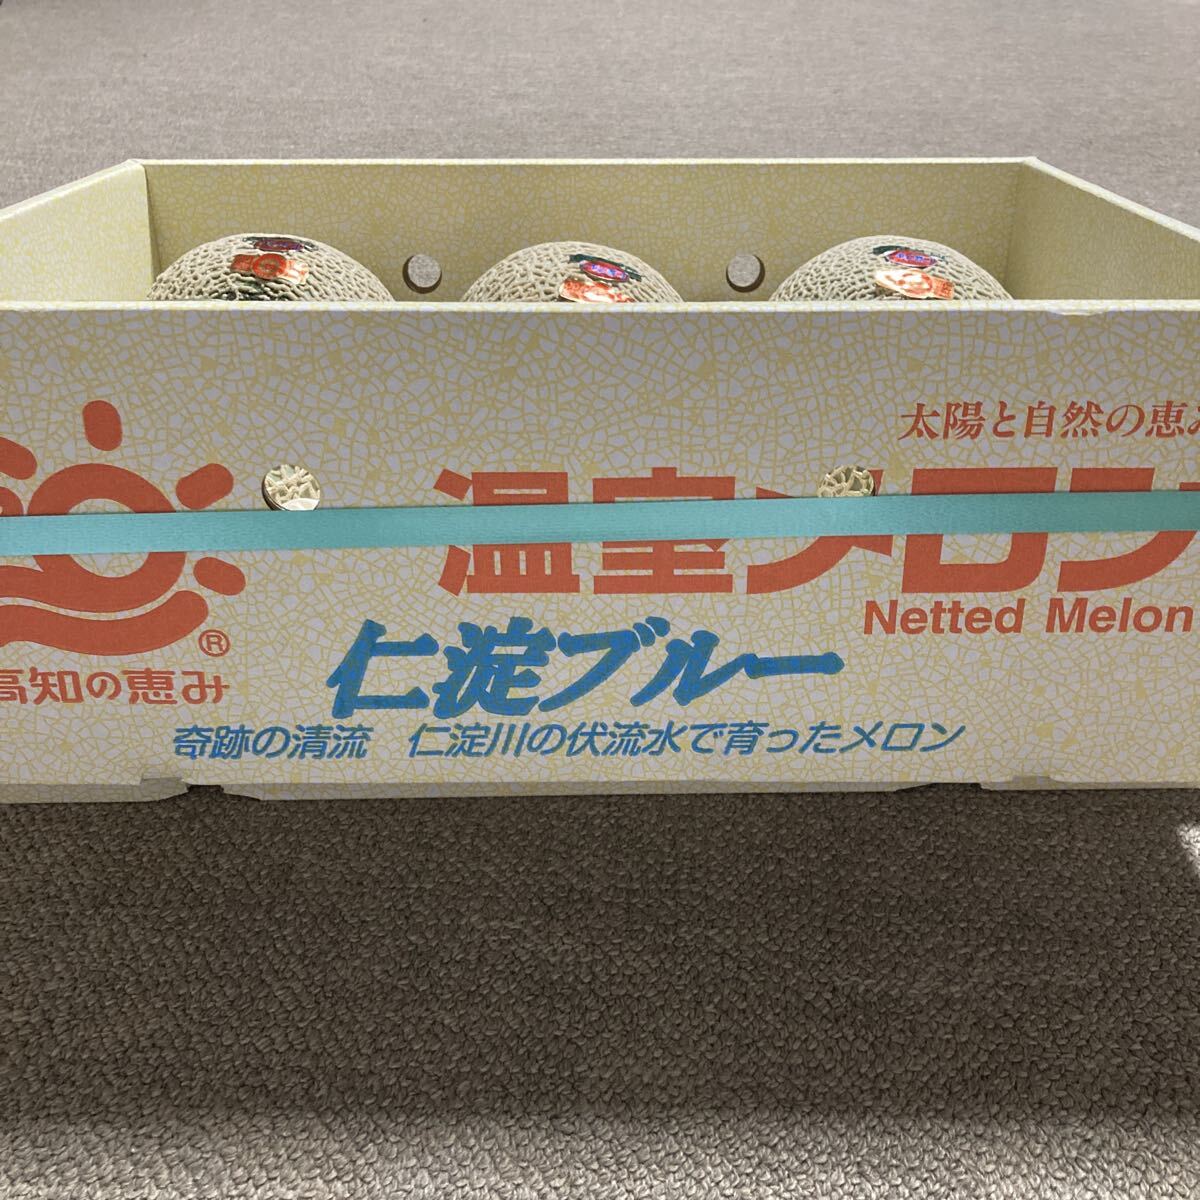 太陽と自然の恵み
温室メロン
Netted Melon
®
高知の恵み
仁淀ブルー
奇跡の清流 仁淀川の伏流水で育ったメロン